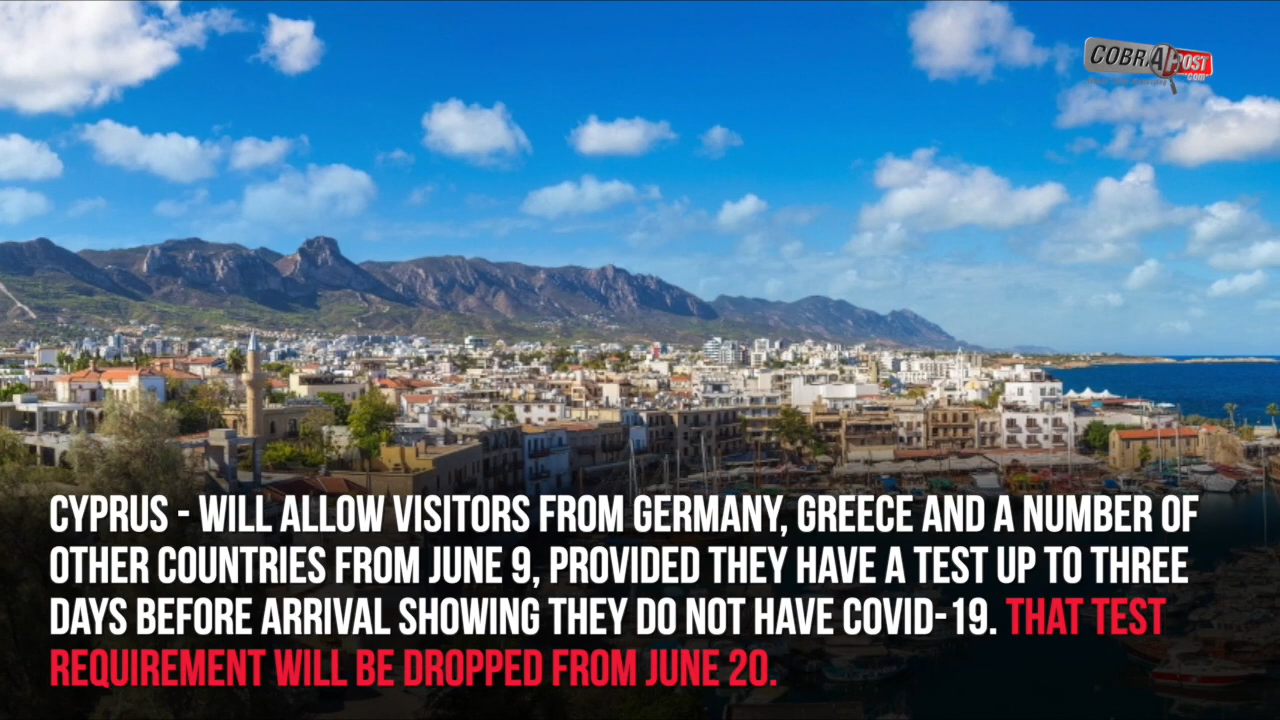 COBRAPOST
.com
CYPRUS - WILL ALLOW VISITORS FROM GERMANY, GREECE AND A NUMBER OF
OTHER COUNTRIES FROM JUNE 9, PROVIDED THEY HAVE A TEST UP TO THREE
DAYS BEFORE ARRIVAL SHOWING THEY DO NOT HAVE COVID-19. THAT TEST
REQUIREMENT WILL BE DROPPED FROM JUNE 20.